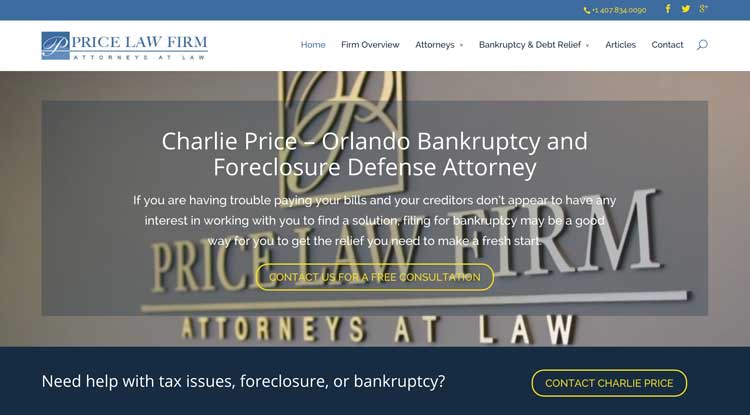 +1.407.834.0090
PRICE LAW FIRM
ATTORNEYS AT LAW
Home Firm Overview Attorneys Bankruptcy & Debt Relief Articles Contact
Charlie Price – Orlando Bankruptcy and
Foreclosure Defense Attorney
If you are having trouble paying your bills and your creditors don't appear to have any
interest in working with you to find a solution, filing for bankruptcy may be a good
way for you to get the relief you need to make a fresh start.
PRICE LAW FIRM
CONTACT US FOR A FREE CONSULTATION
ATTORNEYS AT LAW
Need help with tax issues, foreclosure, or bankruptcy?
CONTACT CHARLIE PRICE